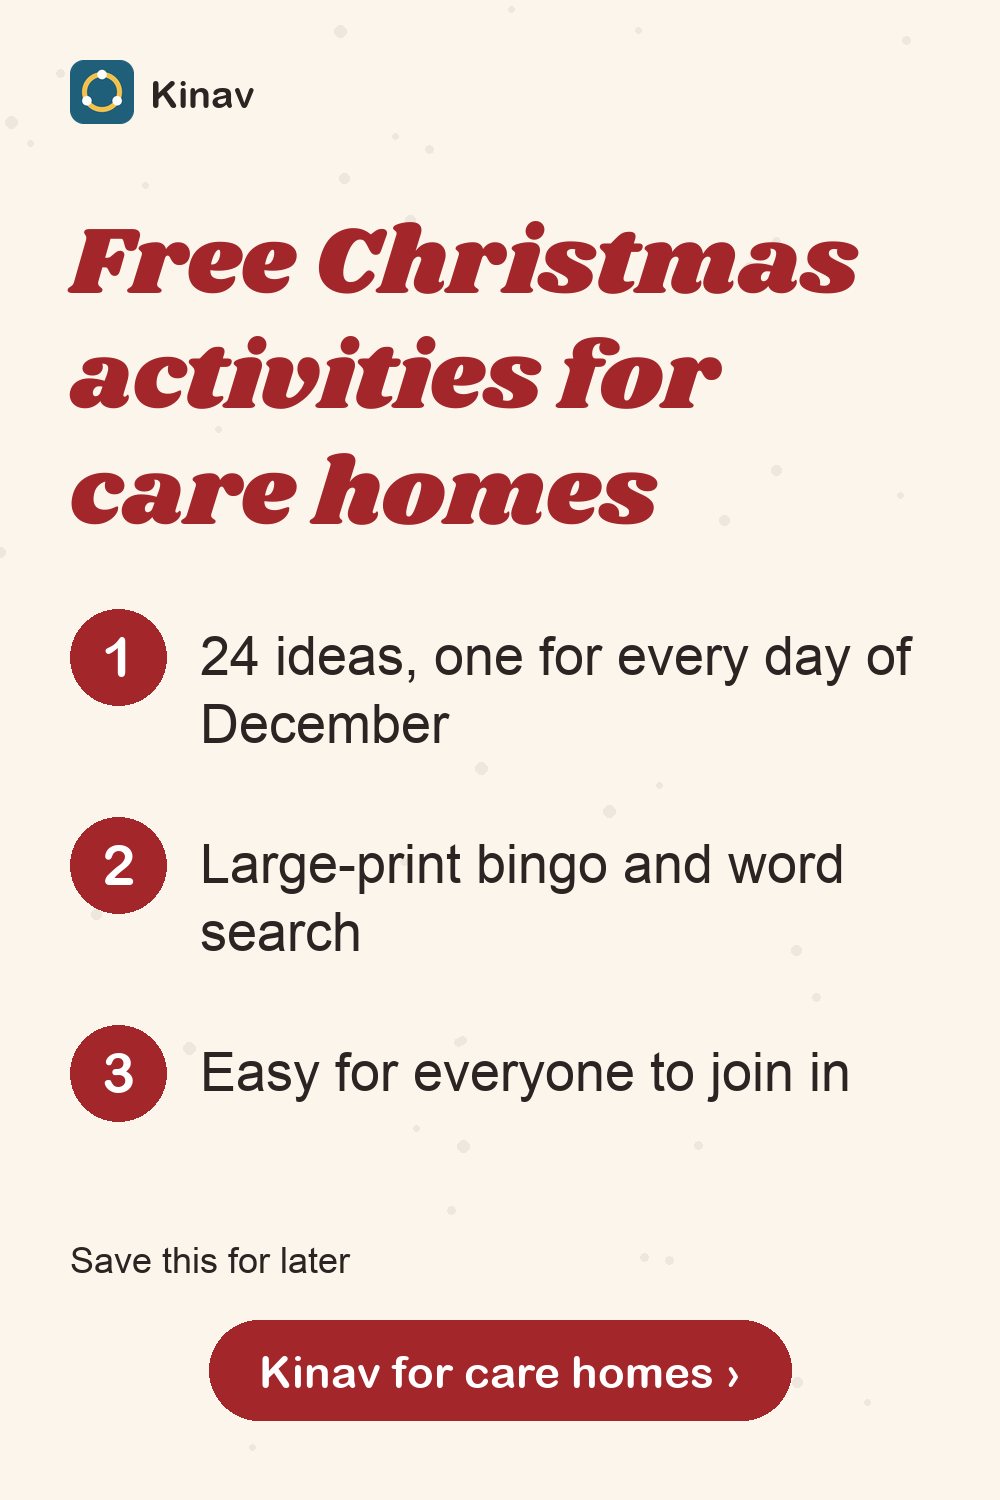 Kinav
Free Christmas
activities for
care homes
1
24 ideas, one for every day of
December
2
Large-print bingo and word
search
3
Easy for everyone to join in
Save this for later
Kinav for care homes ›